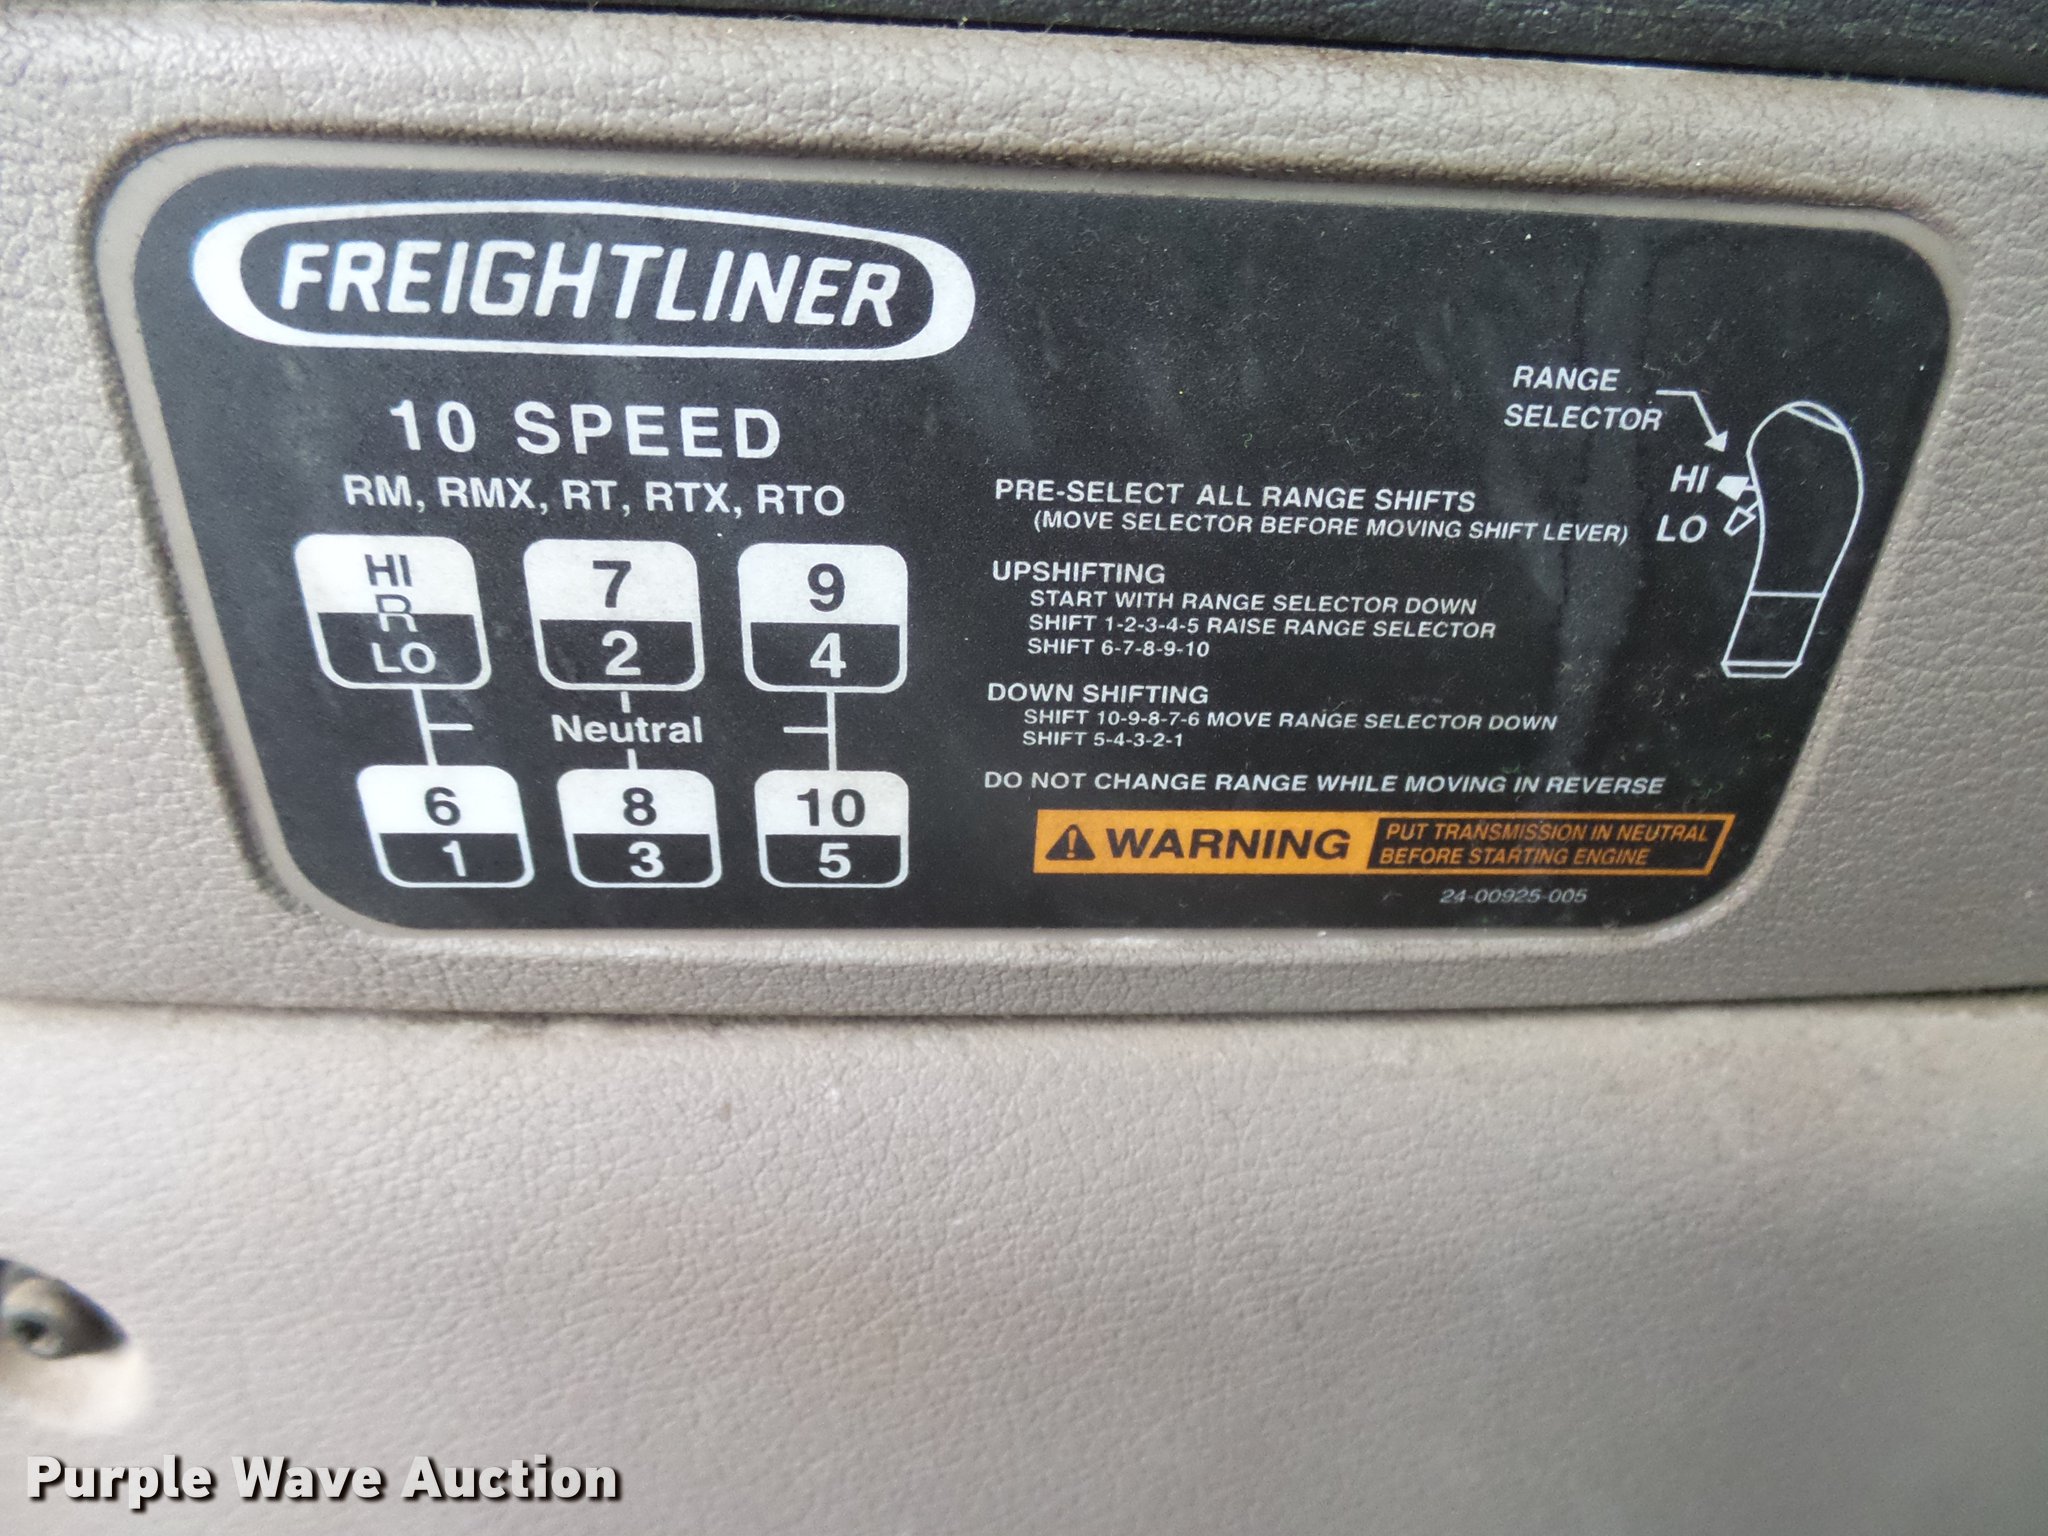 FREIGHTLINER
10 SPEED
RM, RMX, RT, RTX, RTO
HI
R
LO
7
2
9
4
Neutral
6
1
8
3
10
5
RANGE
SELECTOR
HI
LO
PRE-SELECT ALL RANGE SHIFTS
(MOVE SELECTOR BEFORE MOVING SHIFT LEVER)
UPSHIFTING
START WITH RANGE SELECTOR DOWN
SHIFT 1-2-3-4-5 RAISE RANGE SELECTOR
SHIFT 6-7-8-9-10
DOWN SHIFTING
SHIFT 10-9-8-7-6 MOVE RANGE SELECTOR DOWN
SHIFT 5-4-3-2-1
DO NOT CHANGE RANGE WHILE MOVING IN REVERSE
WARNING
PUT TRANSMISSION IN NEUTRAL
BEFORE STARTING ENGINE
24-00925-005
Purple Wave Auction